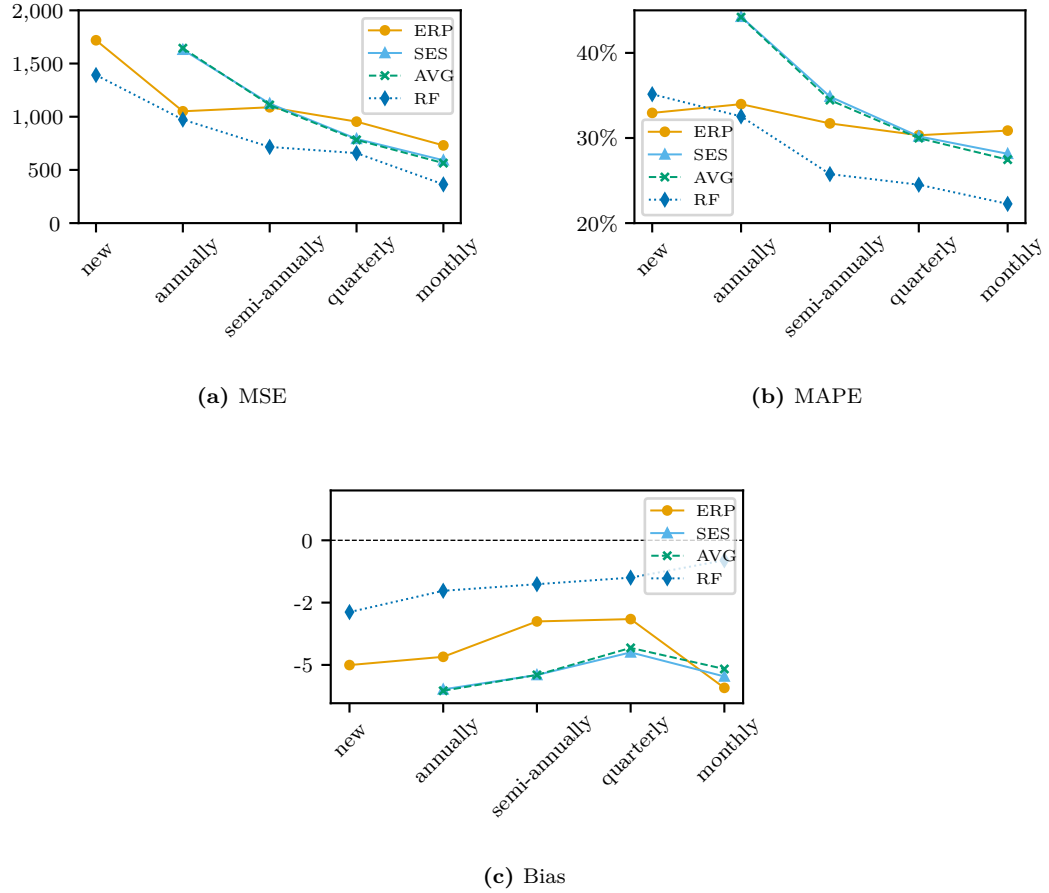 2,000
1,500
1,000
500
0
ERP
SES
AVG
RF
new
annually
semi-annually
quarterly
monthly
(a) MSE
40%
30%
20%
ERP
SES
AVG
RF
new
annually
semi-annually
quarterly
monthly
(b) MAPE
0
-2
-5
ERP
SES
AVG
RF
new
annually
semi-annually
quarterly
monthly
(c) Bias